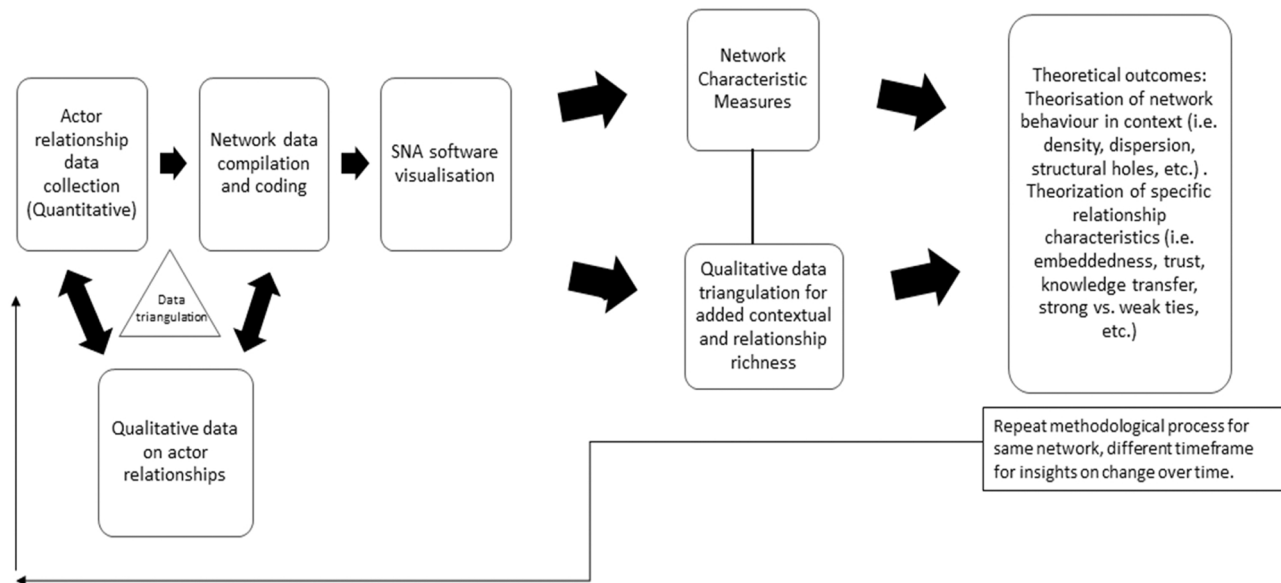 Actor
relationship
data
collection
(Quantitative)
Network data
compilation
and coding
SNA software
visualisation
Data
triangulation
Qualitative data
on actor
relationships
Network
Characteristic
Measures
Qualitative data
triangulation for
added contextual
and relationship
richness
Theoretical outcomes:
Theorisation of network
behaviour in context (i.e.
density, dispersion,
structural holes, etc.) .
Theorization of specific
relationship
characteristics (i.e.
embeddedness, trust,
knowledge transfer,
strong vs. weak ties,
etc.)
Repeat methodological process for
same network, different timeframe
for insights on change over time.